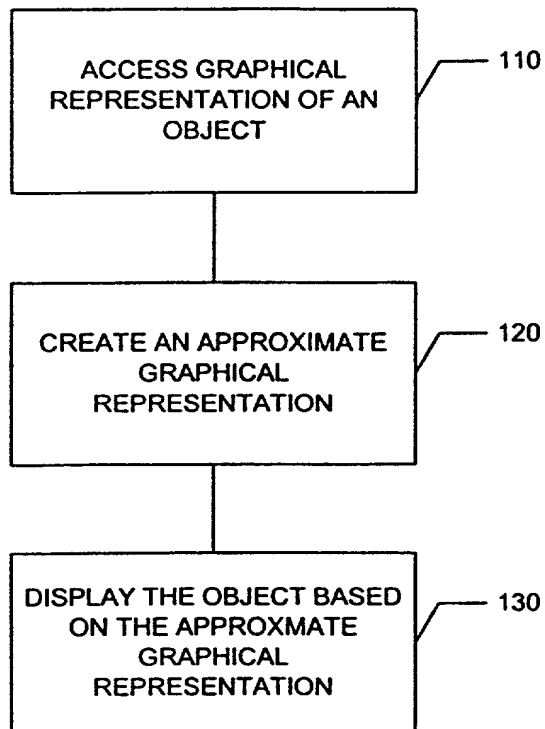 ACCESS GRAPHICAL
REPRESENTATION OF AN
OBJECT
110
CREATE AN APPROXIMATE
GRAPHICAL
REPRESENTATION
120
DISPLAY THE OBJECT BASED
ON THE APPROXMATE
GRAPHICAL
REPRESENTATION
130